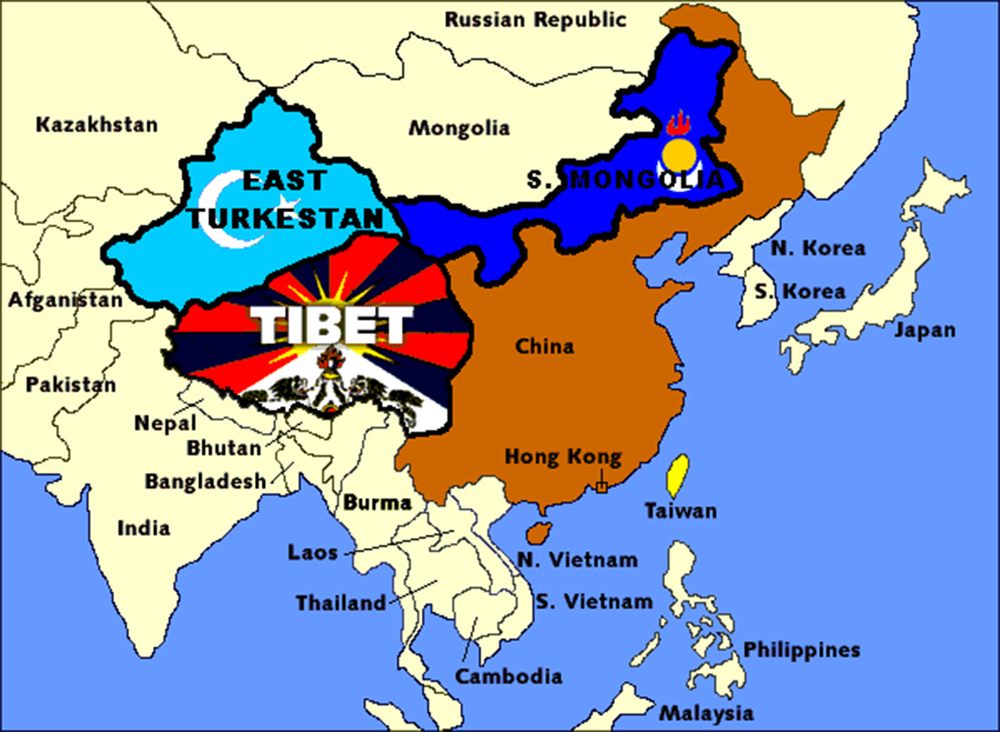 Russian Republic
Kazakhstan
Mongolia
EAST
TURKESTAN
S. MONGOLIA
N. Korea
S. Korea
Japan
Afganistan
TIBET
China
Pakistan
Nepal
Bhutan
Bangladesh
Hong Kong
Burma
Taiwan
India
Laos
N. Vietnam
Thailand
S. Vietnam
Cambodia
Philippines
Malaysia